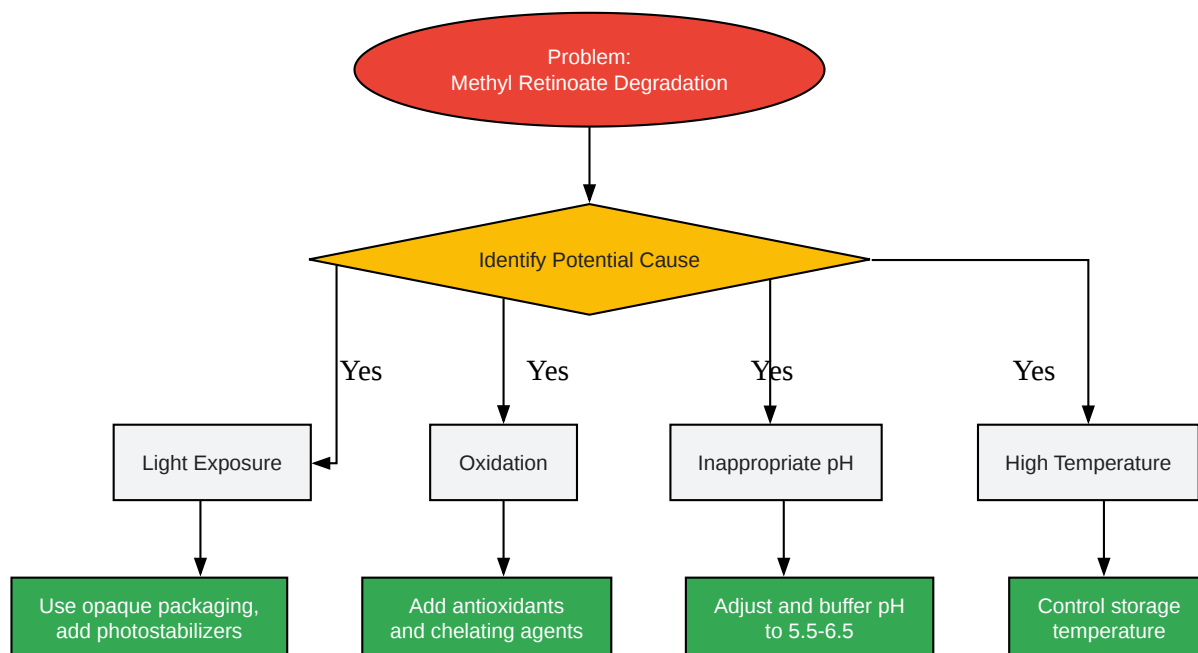 Problem:
Methyl Retinoate Degradation
Identify Potential Cause
Yes
Yes
Yes
Yes
Light Exposure
Oxidation
Inappropriate pH
High Temperature
Use opaque packaging,
add photostabilizers
Add antioxidants
and chelating agents
Adjust and buffer pH
to 5.5-6.5
Control storage
temperature